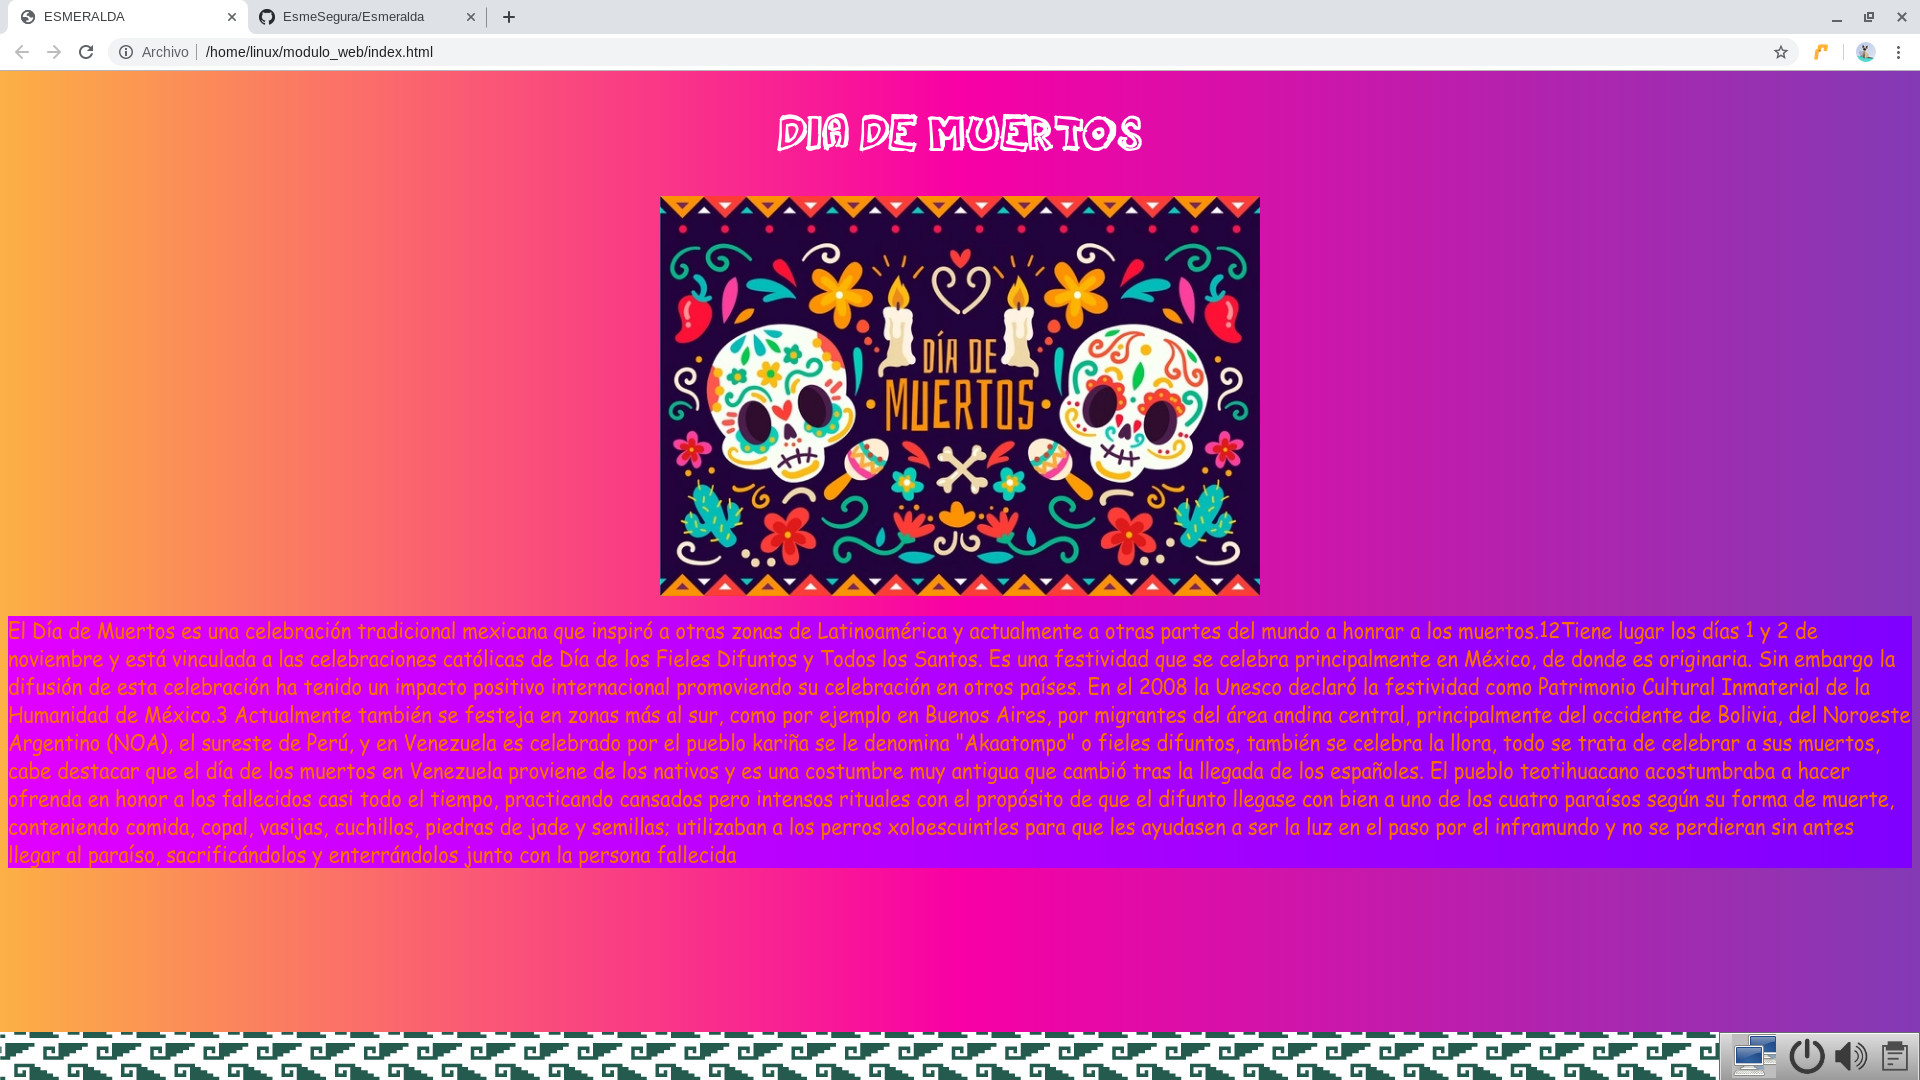 ESMERALDA
EsmeSegura/Esmeralda
Archivo
/home/linux/modulo_web/index.html
DIA DE MUERTOS
DÍA DE
MUERTOS
El Día de Muertos es una celebración tradicional mexicana que inspiró a otras zonas de Latinoamérica y actualmente a otras partes del mundo a honrar a los muertos.12Tiene lugar los días 1 y 2 de
noviembre y está vinculada a las celebraciones católicas de Día de los Fieles Difuntos y Todos los Santos. Es una festividad que se celebra principalmente en México, de donde es originaria. Sin embargo la
difusión de esta celebración ha tenido un impacto positivo internacional promoviendo su celebración en otros países. En el 2008 la Unesco declaró la festividad como Patrimonio Cultural Inmaterial de la
Humanidad de México.3 Actualmente también se festeja en zonas más al sur, como por ejemplo en Buenos Aires, por migrantes del área andina central, principalmente del occidente de Bolivia, del Noroeste
Argentino (NOA), el sureste de Perú, y en Venezuela es celebrado por el pueblo kariña se le denomina "Akaatompo" o fieles difuntos, también se celebra la llora, todo se trata de celebrar a sus muertos,
cabe destacar que el día de los muertos en Venezuela proviene de los nativos y es una costumbre muy antigua que cambió tras la llegada de los españoles. El pueblo teotihuacano acostumbraba a hacer
ofrenda en honor a los fallecidos casi todo el tiempo, practicando cansados pero intensos rituales con el propósito de que el difunto llegase con bien a uno de los cuatro paraísos según su forma de muerte,
conteniendo comida, copal, vasijas, cuchillos, piedras de jade y semillas; utilizaban a los perros xoloescuintles para que les ayudasen a ser la luz en el paso por el inframundo y no se perdieran sin antes
llegar al paraíso, sacrificándolos y enterrándolos junto con la persona fallecida